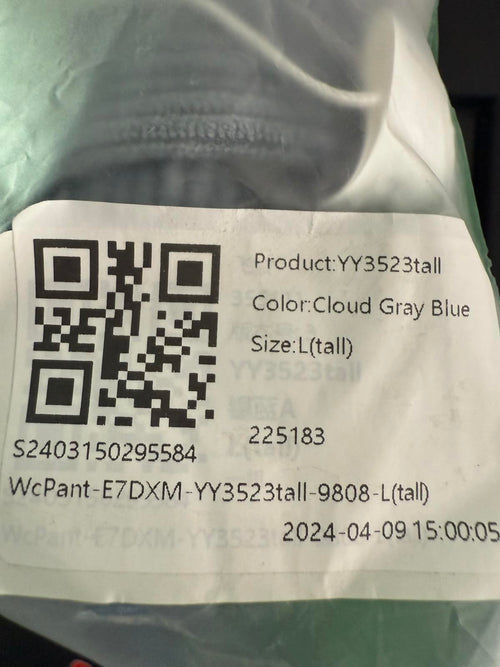 Product:YY3523tall
Color:Cloud Gray Blue
Size:L(tall)
225183
S2403150295584
WcPant-E7DXM-YY3523tall-9808-L(tall)
2024-04-09 15:00:05